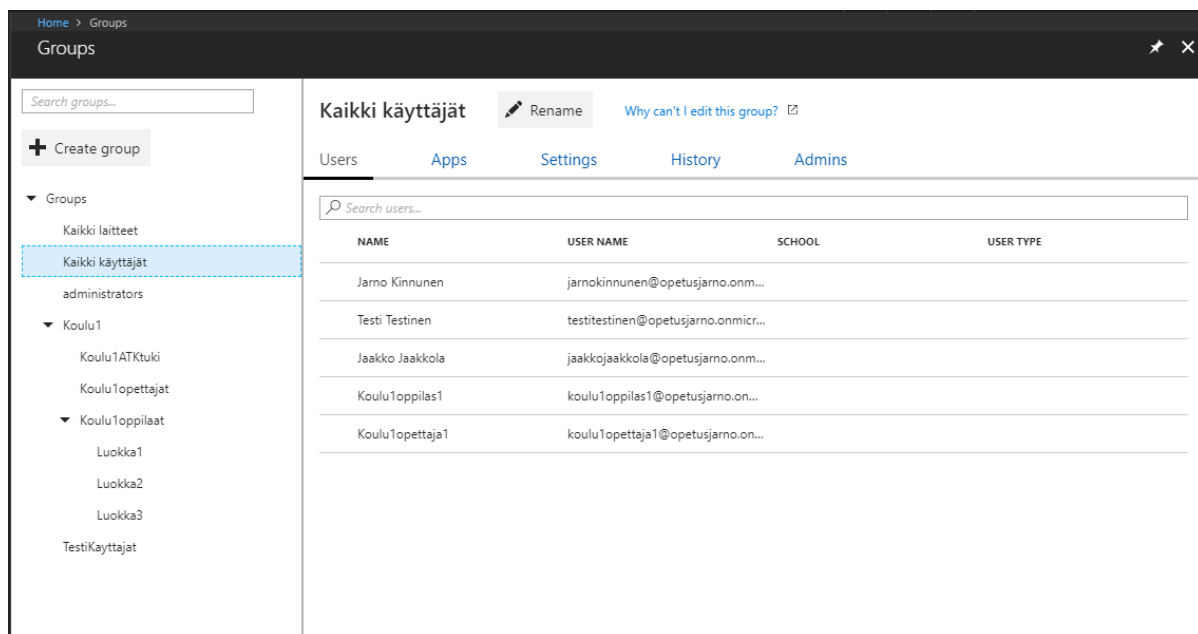 Home > Groups
Groups
Search groups...
Create group
Groups
Kaikki laitteet
Kaikki käyttäjät
administrators
Koulu1
Koulu1ATKtuki
Koulu1opettajat
Koulu1oppilaat
Luokka1
Luokka2
Luokka3
TestiKayttajat
Kaikki käyttäjät Rename Why can't I edit this group?
Users Apps Settings History Admins
Search users...
NAME USER NAME SCHOOL USER TYPE
Jarno Kinnunen jarnokinnunen@opetusjarno.onm...
Testi Testinen testitestinen@opetusjarno.onmicr...
Jaakko Jaakkola jaakkojaakkola@opetusjarno.onm...
Koulu1oppilas1 koulu1oppilas1@opetusjarno.on...
Koulu1opettaja1 koulu1opettaja1@opetusjarno.on...